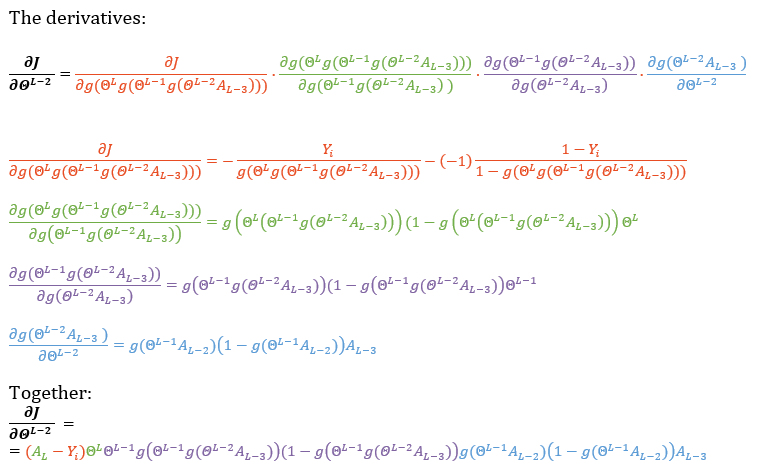 The derivatives:
∂J/∂Θ^{L−2} = ∂J/∂g(Θ^L g(Θ^{L−1} g(Θ^{L−2}A_{L−3}))) · ∂g(Θ^L g(Θ^{L−1} g(Θ^{L−2}A_{L−3})))/∂g(Θ^{L−1} g(Θ^{L−2}A_{L−3}) ) · ∂g(Θ^{L−1} g(Θ^{L−2}A_{L−3}))/∂g(Θ^{L−2}A_{L−3}) · ∂g(Θ^{L−2}A_{L−3} )/∂Θ^{L−2}
∂J/∂g(Θ^L g(Θ^{L−1} g(Θ^{L−2}A_{L−3}))) = − Y_i/g(Θ^L g(Θ^{L−1} g(Θ^{L−2}A_{L−3}))) − (−1) 1 − Y_i/1 − g(Θ^L g(Θ^{L−1} g(Θ^{L−2}A_{L−3})))
∂g(Θ^L g(Θ^{L−1} g(Θ^{L−2}A_{L−3})))/∂g(Θ^{L−1} g(Θ^{L−2}A_{L−3})) = g(Θ^L(Θ^{L−1} g(Θ^{L−2}A_{L−3}))) (1 − g(Θ^L(Θ^{L−1} g(Θ^{L−2}A_{L−3}))) Θ^L
∂g(Θ^{L−1} g(Θ^{L−2}A_{L−3}))/∂g(Θ^{L−2}A_{L−3}) = g(Θ^{L−1} g(Θ^{L−2}A_{L−3}))(1 − g(Θ^{L−1} g(Θ^{L−2}A_{L−3}))Θ^{L−1}
∂g(Θ^{L−2}A_{L−3} )/∂Θ^{L−2} = g(Θ^{L−1}A_{L−2})(1 − g(Θ^{L−1}A_{L−2}))A_{L−3}
Together:
∂J/∂Θ^{L−2} =
= (A_L − Y_i)Θ^LΘ^{L−1} g(Θ^{L−1} g(Θ^{L−2}A_{L−3}))(1 − g(Θ^{L−1} g(Θ^{L−2}A_{L−3}))g(Θ^{L−1}A_{L−2})(1 − g(Θ^{L−1}A_{L−2}))A_{L−3}